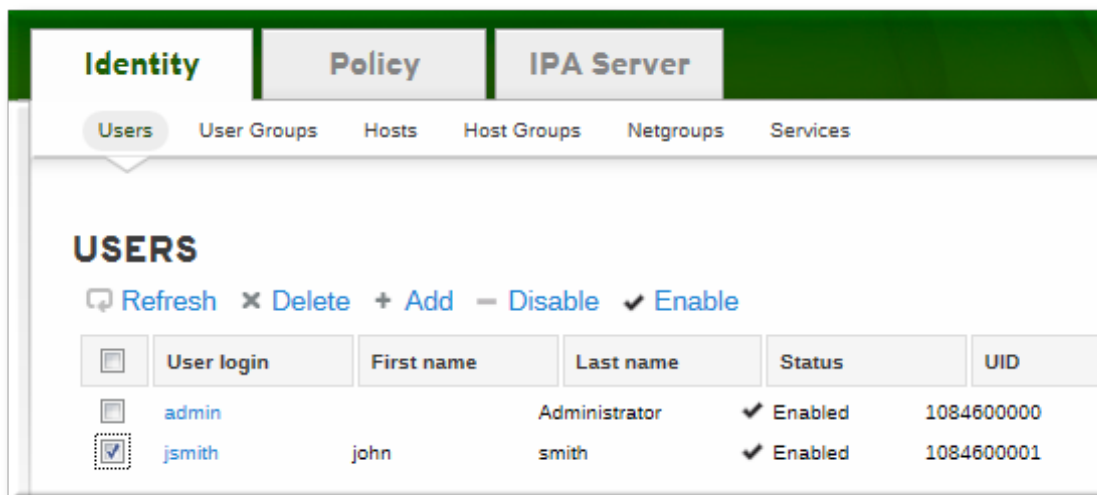 Identity Policy IPA Server
Users User Groups Hosts Host Groups Netgroups Services
USERS
Refresh Delete Add Disable Enable
User login First name Last name Status UID
admin Administrator Enabled 1084600000
jsmith john smith Enabled 1084600001